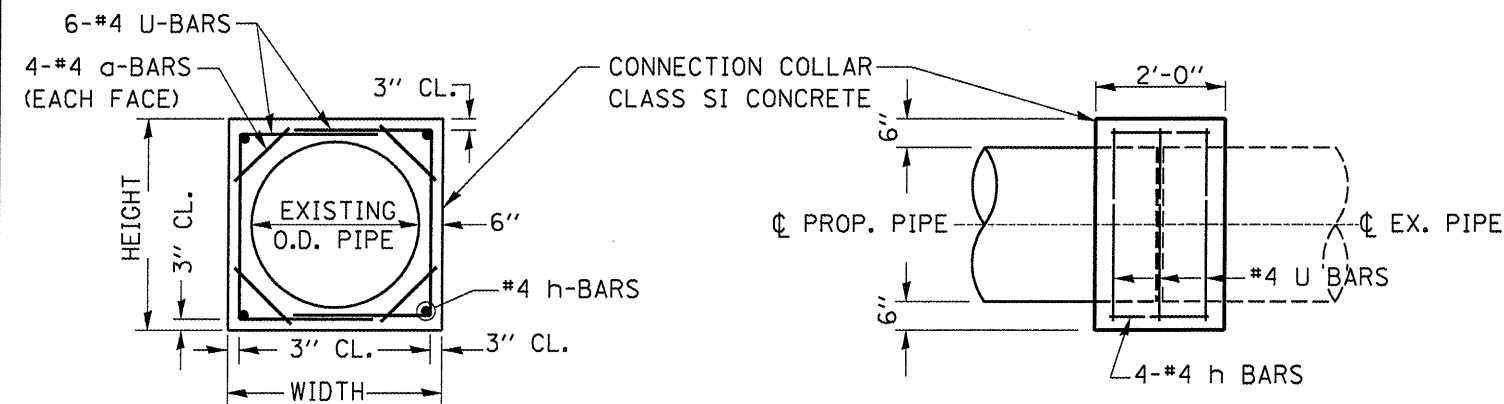 6-#4 U-BARS
4-#4 a-BARS
(EACH FACE)
3" CL.
CONNECTION COLLAR
CLASS SI CONCRETE
HEIGHT
3" CL.
EXISTING
O.D. PIPE
6"
#4 h-BARS
3" CL.
3" CL.
WIDTH
2'-0"
6"
℄ PROP. PIPE
℄ EX. PIPE
#4 U BARS
6"
4-#4 h BARS